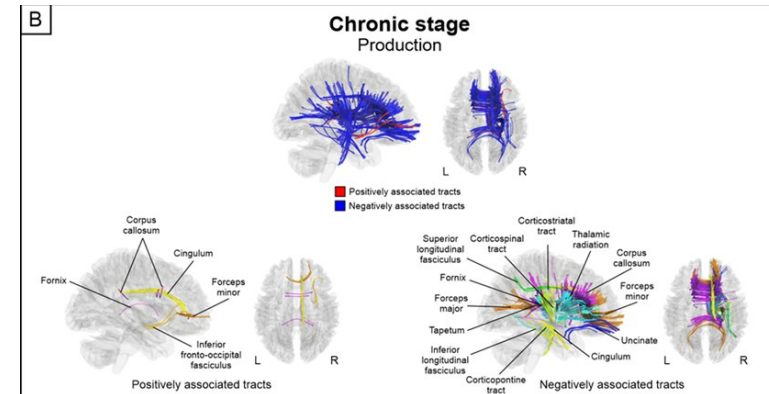 B
Chronic stage
Production
L
R
Positively associated tracts
Negatively associated tracts
Corpus
callosum
Cingulum
Fornix
Forceps
minor
Inferior
fronto-occipital
fasciculus
L
R
Positively associated tracts
Corticostriatal
tract
Superior
longitudinal
fasciculus
Corticospinal
tract
Thalamic
radiation
Corpus
callosum
Fornix
Forceps
minor
Forceps
major
Tapetum
Uncinate
Inferior
longitudinal
fasciculus
Cingulum
Corticopontine
tract
L
R
Negatively associated tracts